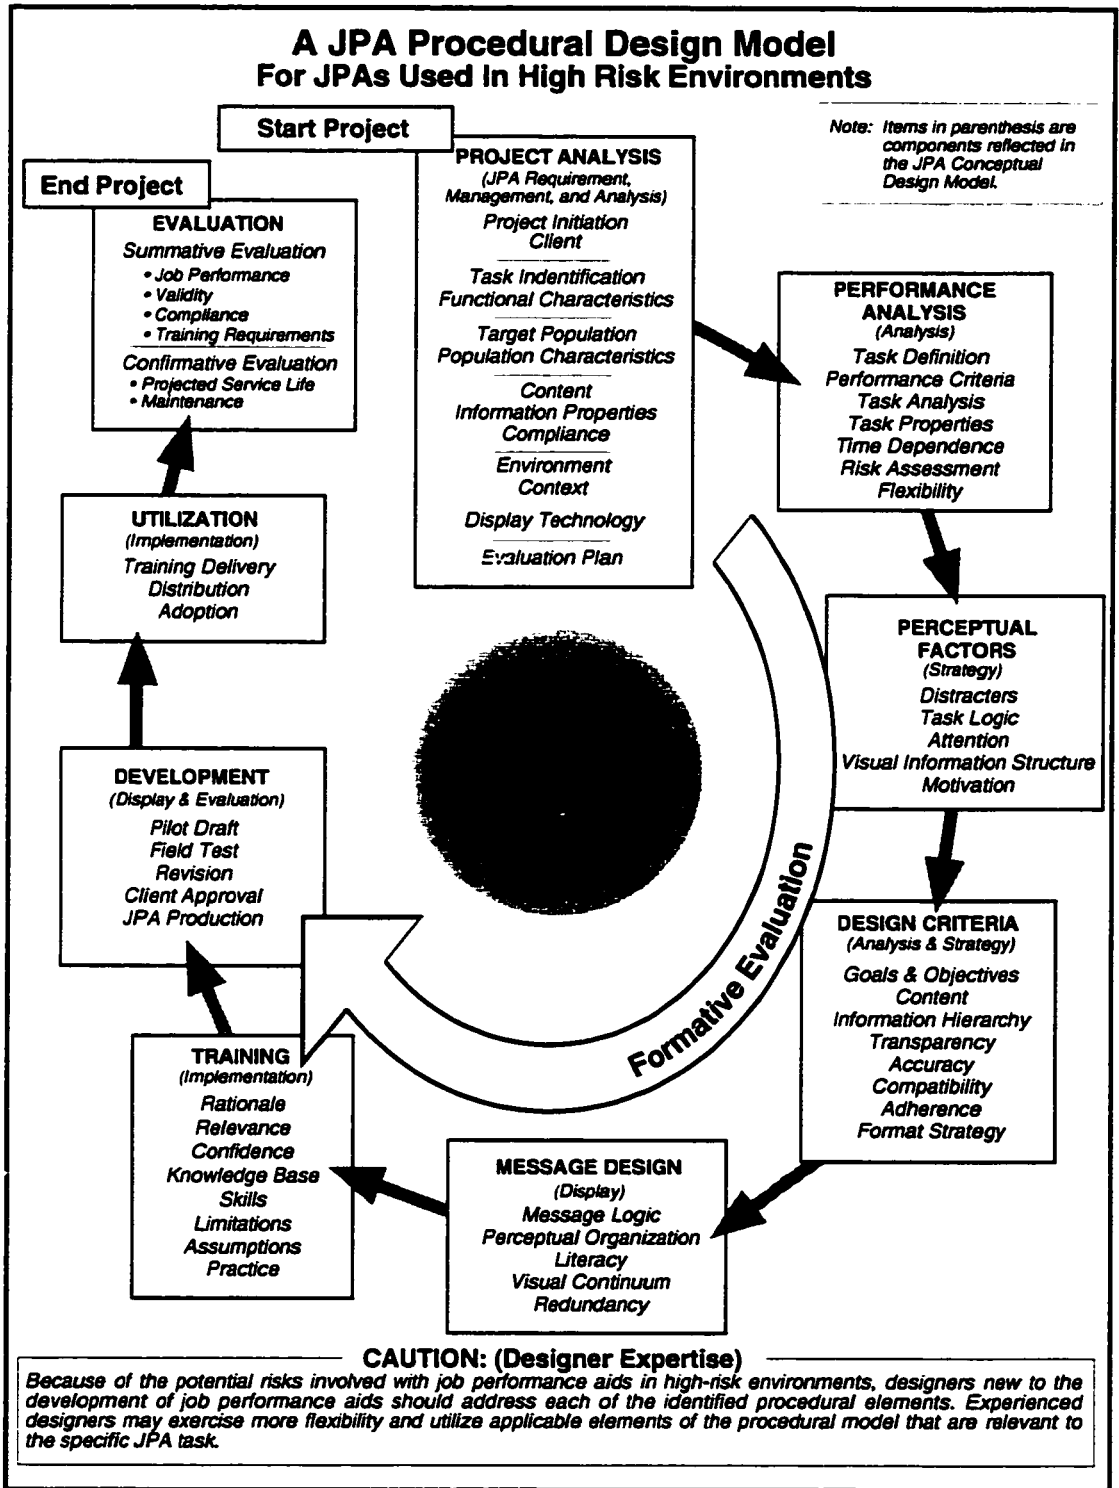 A JPA Procedural Design Model
For JPAs Used In High Risk Environments
Start Project
Note: Items in parenthesis are
components reflected in
the JPA Conceptual
Design Model.
PROJECT ANALYSIS
(JPA Requirement,
Management, and Analysis)
Project Initiation
Client
Task Indentification
Functional Characteristics
Target Population
Population Characteristics
Content
Information Properties
Compliance
Environment
Context
Display Technology
Evaluation Plan
PERFORMANCE
ANALYSIS
(Analysis)
Task Definition
Performance Criteria
Task Analysis
Task Properties
Time Dependence
Risk Assessment
Flexibility
PERCEPTUAL
FACTORS
(Strategy)
Distracters
Task Logic
Attention
Visual Information Structure
Motivation
DESIGN CRITERIA
(Analysis & Strategy)
Goals & Objectives
Content
Information Hierarchy
Transparency
Accuracy
Compatibility
Adherence
Format Strategy
MESSAGE DESIGN
(Display)
Message Logic
Perceptual Organization
Literacy
Visual Continuum
Redundancy
TRAINING
(Implementation)
Rationale
Relevance
Confidence
Knowledge Base
Skills
Limitations
Assumptions
Practice
DEVELOPMENT
(Display & Evaluation)
Pilot Draft
Field Test
Revision
Client Approval
JPA Production
UTILIZATION
(Implementation)
Training Delivery
Distribution
Adoption
End Project
EVALUATION
Summative Evaluation
• Job Performance
• Validity
• Compliance
• Training Requirements
Confirmative Evaluation
• Projected Service Life
• Maintenance
Formative Evaluation
CAUTION: (Designer Expertise)
Because of the potential risks involved with job performance aids in high-risk environments, designers new to the
development of job performance aids should address each of the identified procedural elements. Experienced
designers may exercise more flexibility and utilize applicable elements of the procedural model that are relevant to
the specific JPA task.